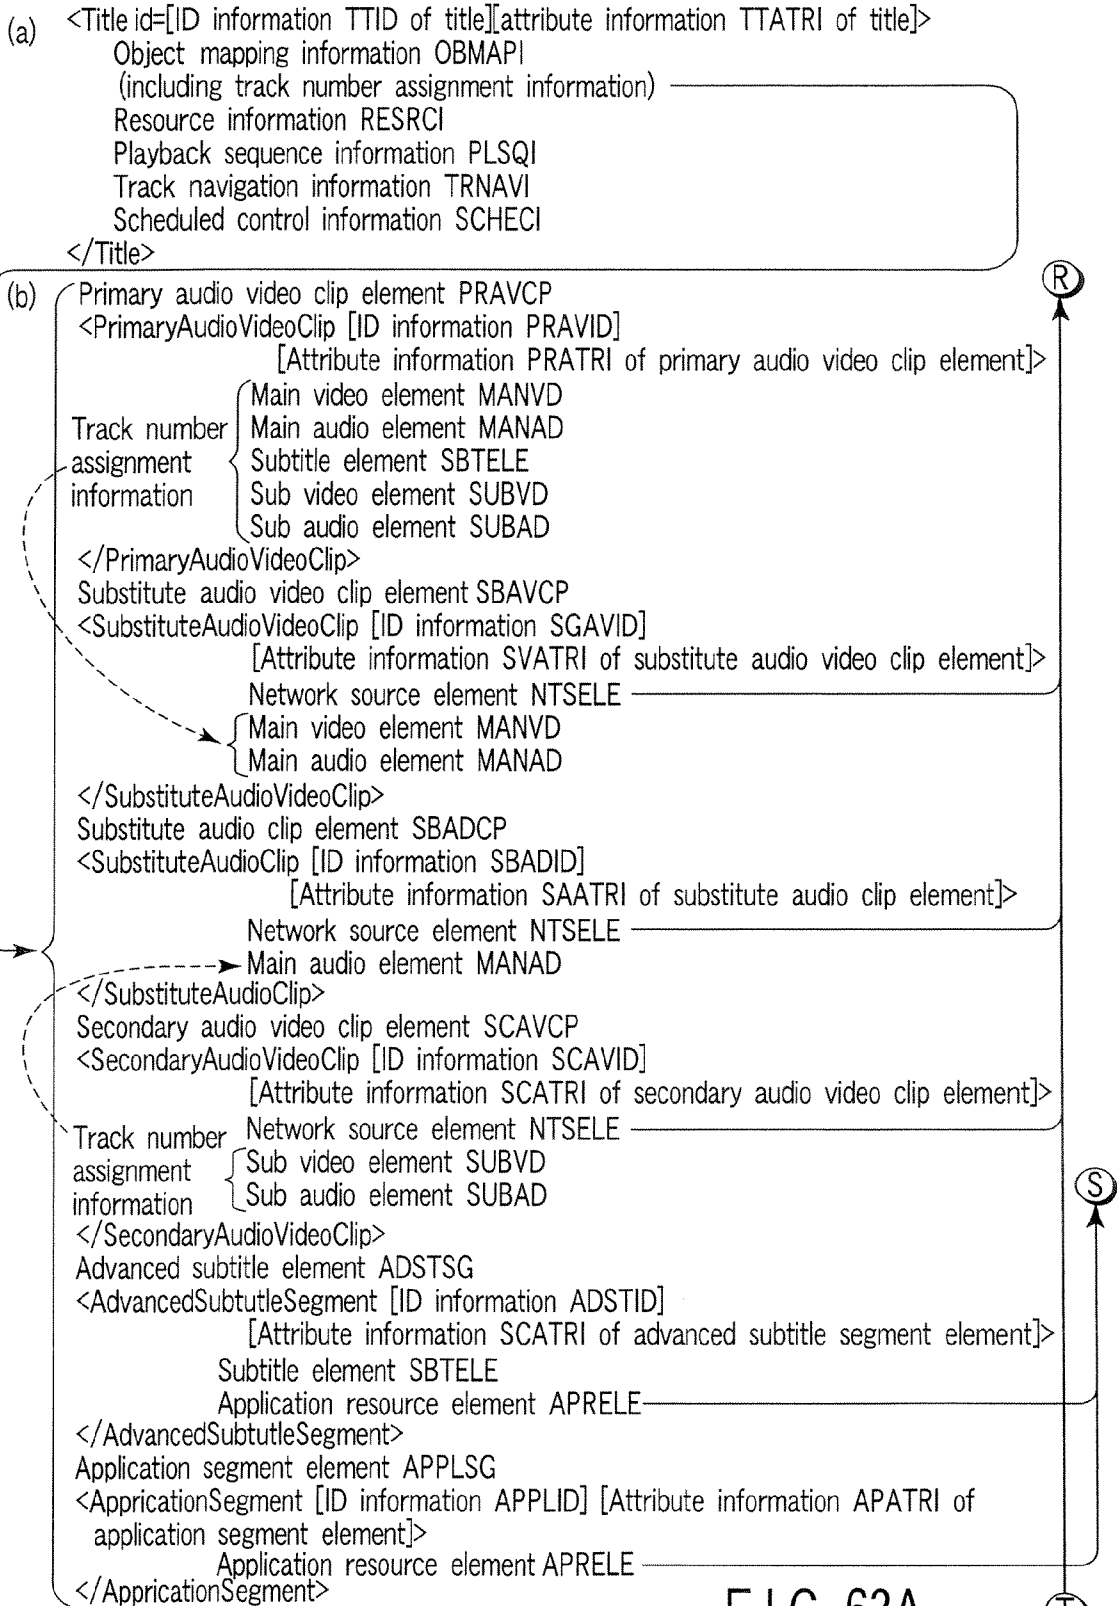 (a) <Title id=[ID information TTID of title][attribute information TTATRI of title]>
Object mapping information OBMAPI
(including track number assignment information)
Resource information RESRCI
Playback sequence information PLSQI
Track navigation information TRNAVI
Scheduled control information SCHECI
</Title>
R
(b) Primary audio video clip element PRAVCP
<PrimaryAudioVideoClip [ID information PRAVID]
[Attribute information PRATRI of primary audio video clip element]>
Main video element MANVD
Track number Main audio element MANAD
assignment Subtitle element SBTELE
information Sub video element SUBVD
Sub audio element SUBAD
</PrimaryAudioVideoClip>
Substitute audio video clip element SBAVCP
<SubstituteAudioVideoClip [ID information SGAVID]
[Attribute information SVATRI of substitute audio video clip element]>
Network source element NTSELE
Main video element MANVD
Main audio element MANAD
</SubstituteAudioVideoClip>
Substitute audio clip element SBADCP
<SubstituteAudioClip [ID information SBADID]
[Attribute information SAATRI of substitute audio clip element]>
Network source element NTSELE
Main audio element MANAD
</SubstituteAudioClip>
Secondary audio video clip element SCAVCP
<SecondaryAudioVideoClip [ID information SCAVID]
[Attribute information SCATRI of secondary audio video clip element]>
Track number Network source element NTSELE
assignment Sub video element SUBVD
information Sub audio element SUBAD
S
</SecondaryAudioVideoClip>
Advanced subtitle element ADSTSG
<AdvancedSubtutleSegment [ID information ADSTID]
[Attribute information SCATRI of advanced subtitle segment element]>
Subtitle element SBTELE
Application resource element APRELE
</AdvancedSubtutleSegment>
Application segment element APPLSG
<AppricationSegment [ID information APPLID] [Attribute information APATRI of
application segment element]>
Application resource element APRELE
</AppricationSegment>
FIG. 62A